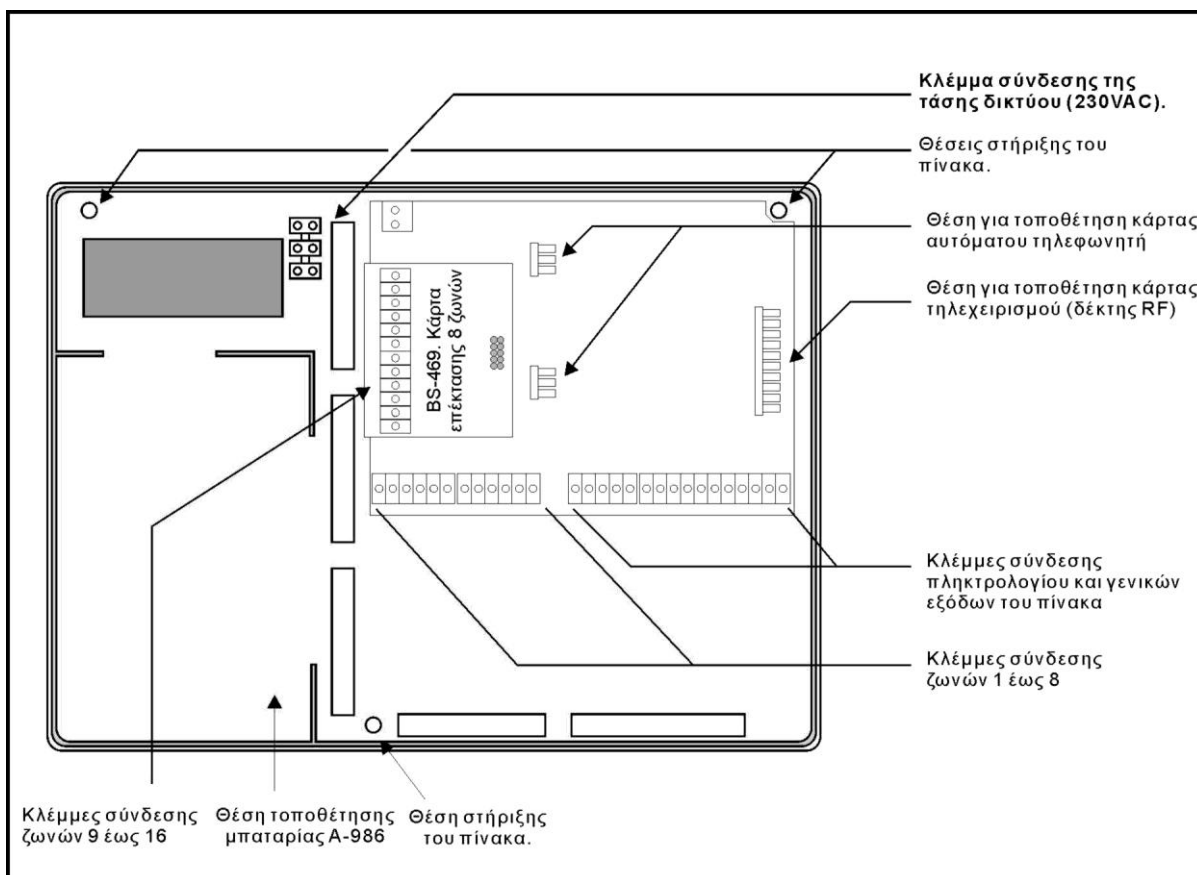 Κλέμμα σύνδεσης της
τάσης δικτύου (230VAC).
Θέσεις στήριξης του
πίνακα.
Θέση για τοποθέτηση κάρτας
αυτόματου τηλεφωνητή
Θέση για τοποθέτηση κάρτας
τηλεχειρισμού (δέκτης RF)
BS-469. Κάρτα
επέκτασης 8 ζωνών
Κλέμμες σύνδεσης
πληκτρολογίου και γενικών
εξόδων του πίνακα
Κλέμμες σύνδεσης
ζωνών 1 έως 8
Κλέμμες σύνδεσης
ζωνών 9 έως 16
Θέση τοποθέτησης
μπαταρίας A-986
Θέση στήριξης
του πίνακα.